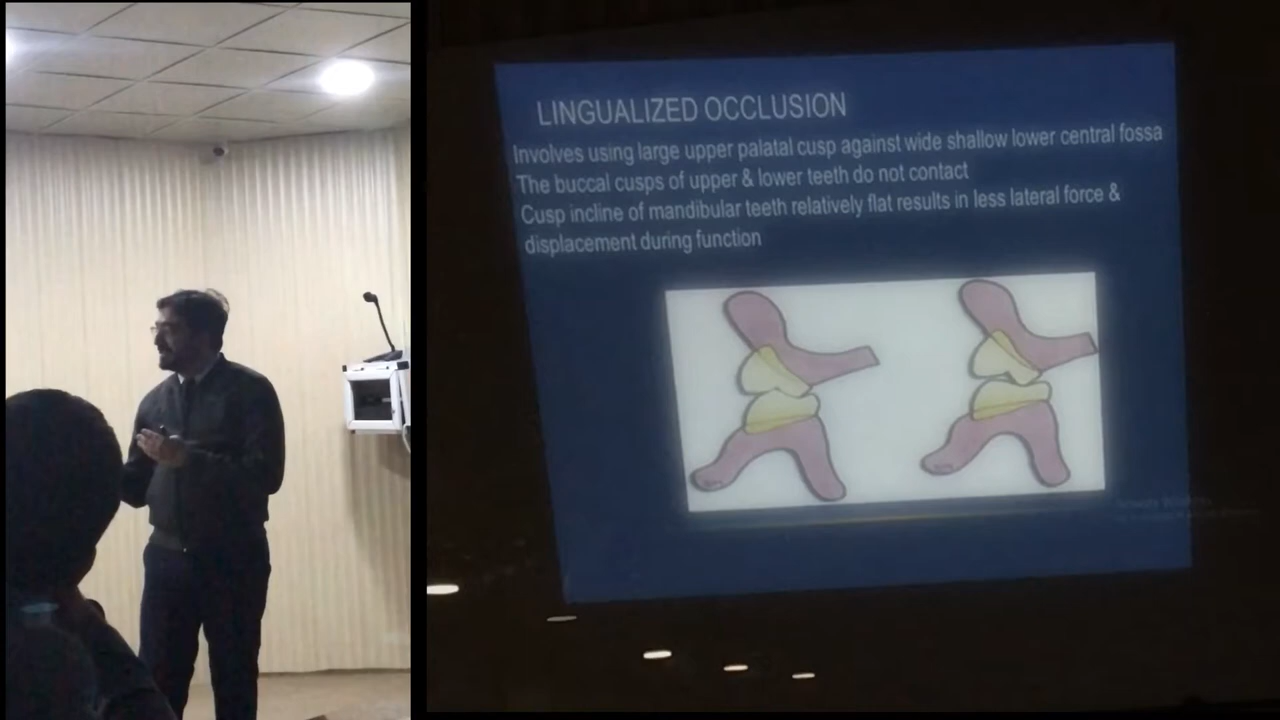 LINGUALIZED OCCLUSION
Involves using large upper palatal cusp against wide shallow lower central fossa
The buccal cusps of upper & lower teeth do not contact
Cusp incline of mandibular teeth relatively flat results in less lateral force &
displacement during function